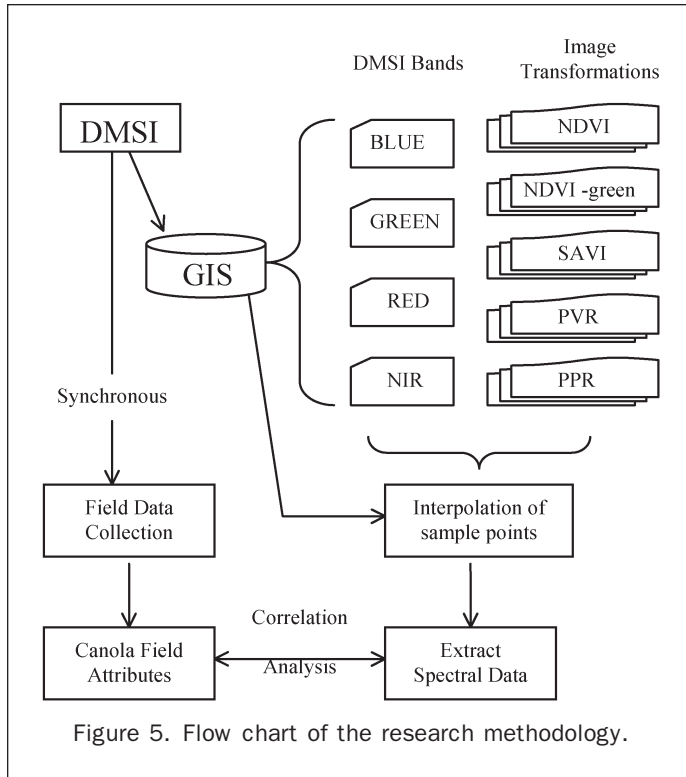 DMSI Bands
Image
Transformations
DMSI
BLUE
NDVI
GREEN
NDVI -green
GIS
SAVI
RED
PVR
NIR
PPR
Synchronous
Field Data
Collection
Interpolation of
sample points
Correlation
Analysis
Canola Field
Attributes
Extract
Spectral Data
Figure 5. Flow chart of the research methodology.